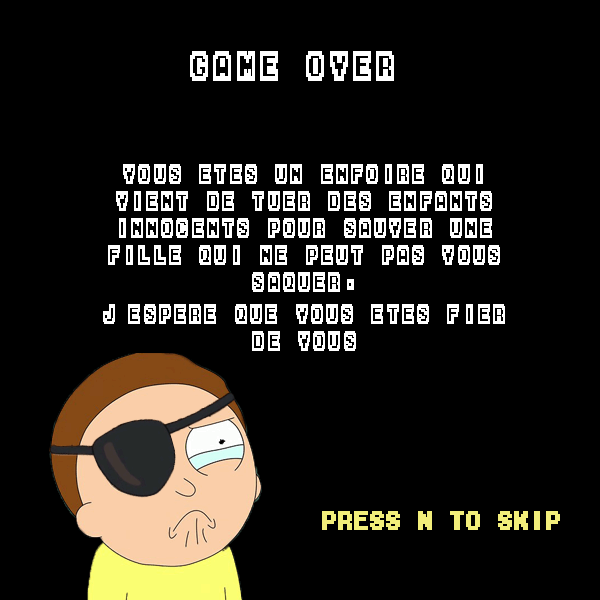 GAME OVER
VOUS ETES UN ENFOIRE QUI
VIENT DE TUER DES ENFANTS
INNOCENTS POUR SAUVER UNE
FILLE QUI NE PEUT PAS VOUS
SAQUER.
J ESPERE QUE VOUS ETES FIER
DE VOUS
PRESS N TO SKIP